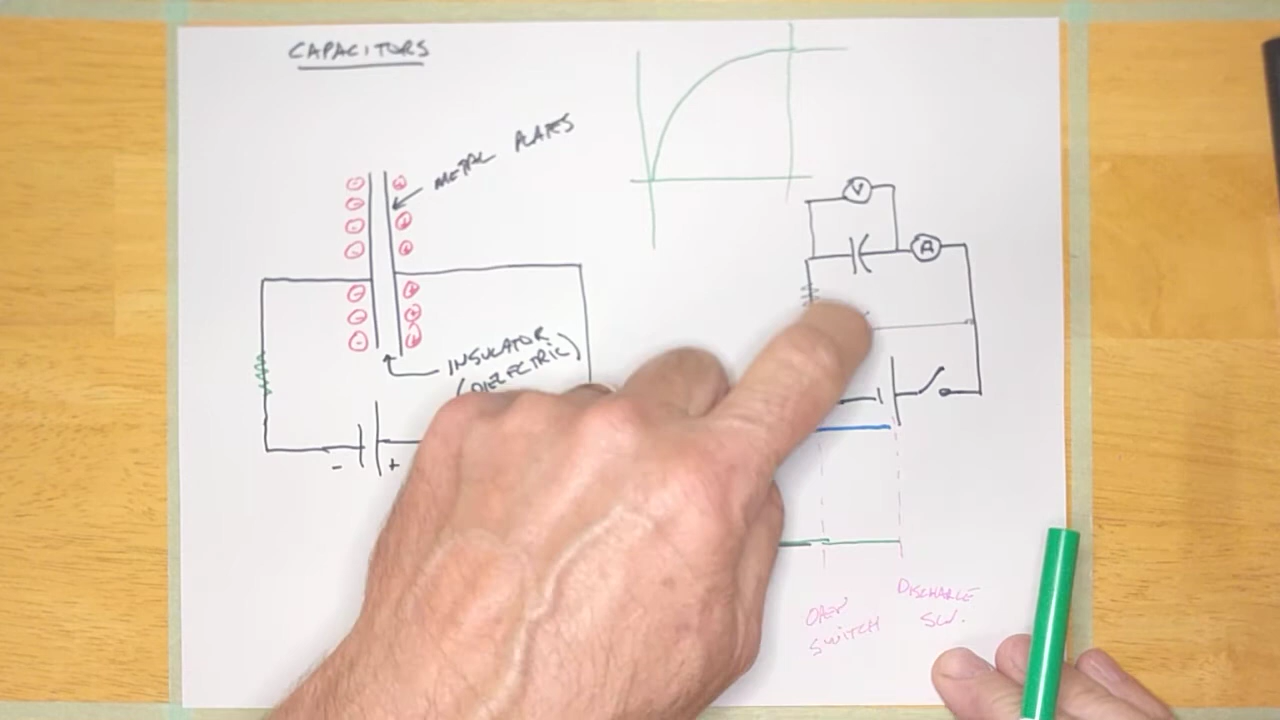 CAPACITORS
METAL PLATES
V
A
INSULATOR
(DIELECTRIC)
- +
OPEN
SWITCH
DISCHARGE
SW.